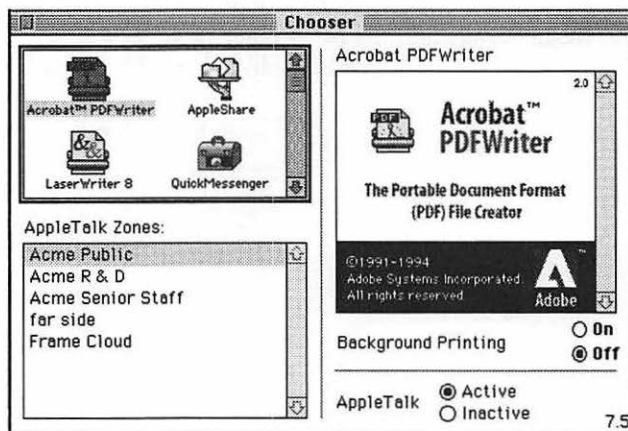 Chooser
Acrobat™ PDFWriter
AppleShare
LaserWriter 8
QuickMessenger
AppleTalk Zones:
Acme Public
Acme R & D
Acme Senior Staff
far side
Frame Cloud
Acrobat PDFWriter
2.0
PDF
Acrobat™
PDFWriter
The Portable Document Format
(PDF) File Creator
©1991-1994
Adobe Systems Incorporated.
All rights reserved.
Adobe
™
Background Printing
On
Off
AppleTalk
Active
Inactive
7.5